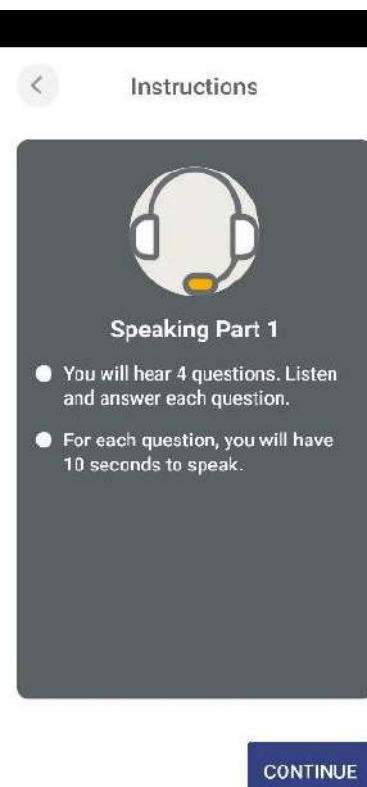 Instructions
Speaking Part 1
You will hear 4 questions. Listen
and answer each question.
For each question, you will have
10 seconds to speak.
CONTINUE